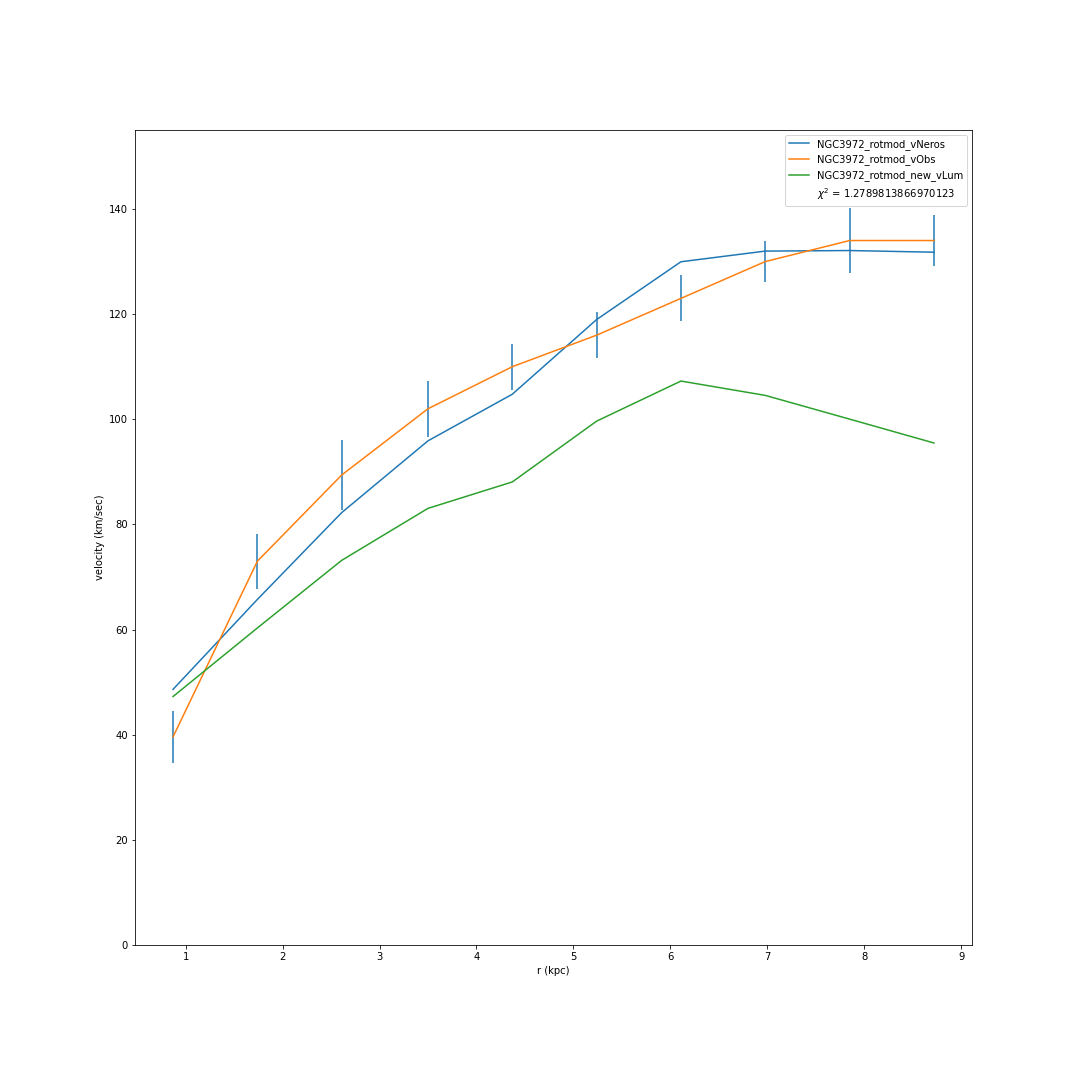 NGC3972_rotmod_vNeros
NGC3972_rotmod_vObs
NGC3972_rotmod_new_vLum
χ² = 1.2789813866970123
140
120
100
80
60
40
20
0
velocity (km/sec)
1 2 3 4 5 6 7 8 9
r (kpc)